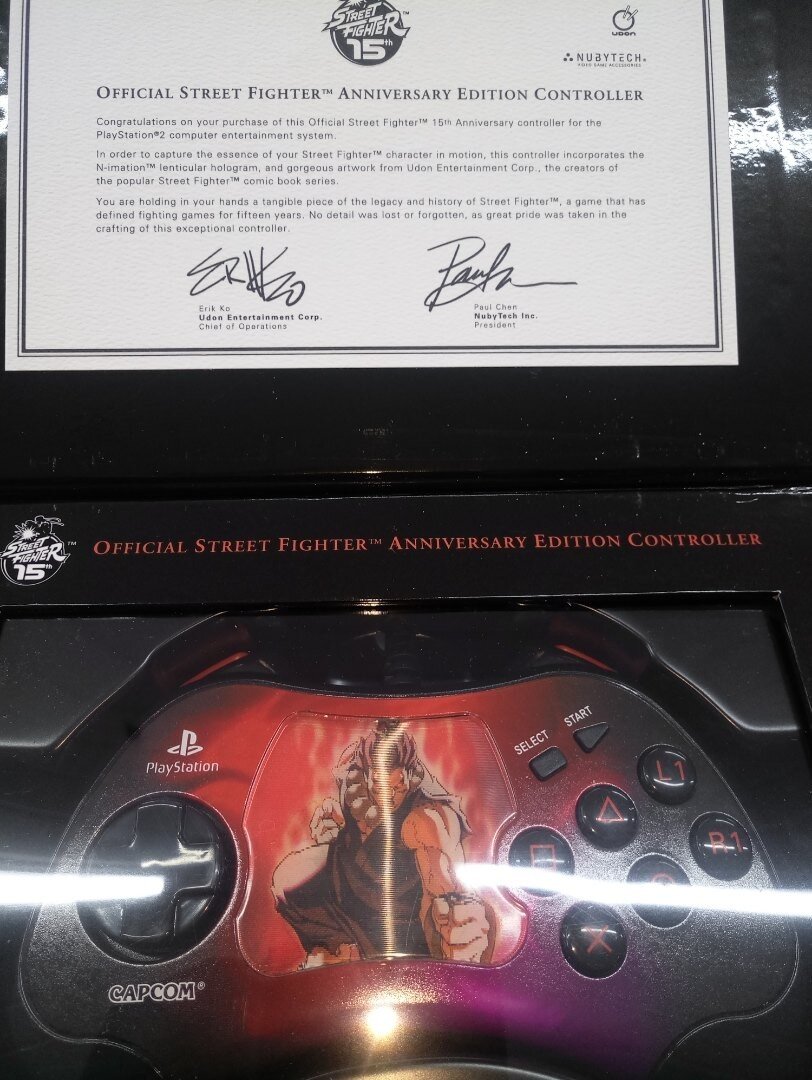 STREET FIGHTER™ 15th
UDON
NUBYTECH®
VIDEO GAME ACCESSORIES
OFFICIAL STREET FIGHTER™ ANNIVERSARY EDITION CONTROLLER
Congratulations on your purchase of this Official Street Fighter™ 15th Anniversary controller for the
PlayStation®2 computer entertainment system.
In order to capture the essence of your Street Fighter™ character in motion, this controller incorporates the
N-imation™ lenticular hologram, and gorgeous artwork from Udon Entertainment Corp., the creators of
the popular Street Fighter™ comic book series.
You are holding in your hands a tangible piece of the legacy and history of Street Fighter™, a game that has
defined fighting games for fifteen years. No detail was lost or forgotten, as great pride was taken in the
crafting of this exceptional controller.
Erik Ko
Udon Entertainment Corp.
Chief of Operations
Paul Chen
NubyTech Inc.
President
STREET FIGHTER™ 15th
OFFICIAL STREET FIGHTER™ ANNIVERSARY EDITION CONTROLLER
PlayStation
SELECT
START
L1
R1
CAPCOM®